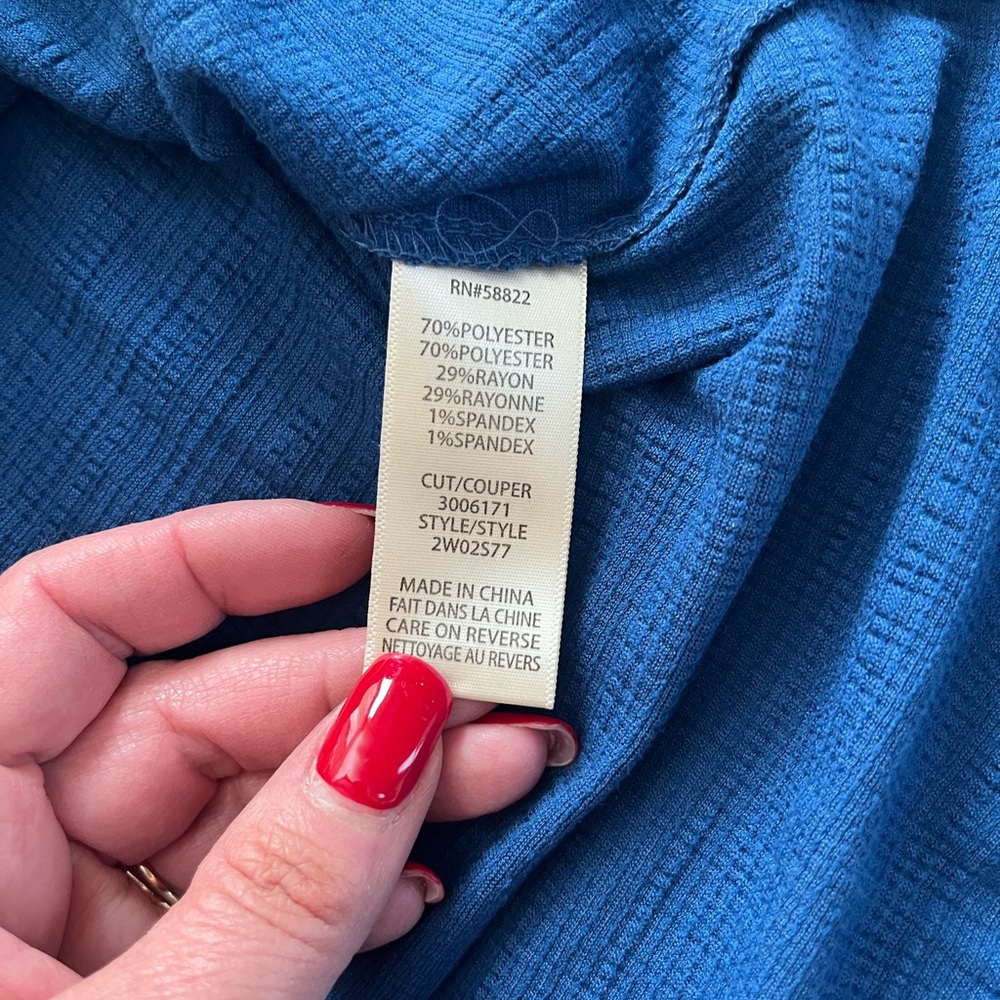 RN#58822
70%POLYESTER
70%POLYESTER
29%RAYON
29%RAYONNE
1%SPANDEX
1%SPANDEX
CUT/COUPER
3006171
STYLE/STYLE
2W02S77
MADE IN CHINA
FAIT DANS LA CHINE
CARE ON REVERSE
NETTOYAGE AU REVERS